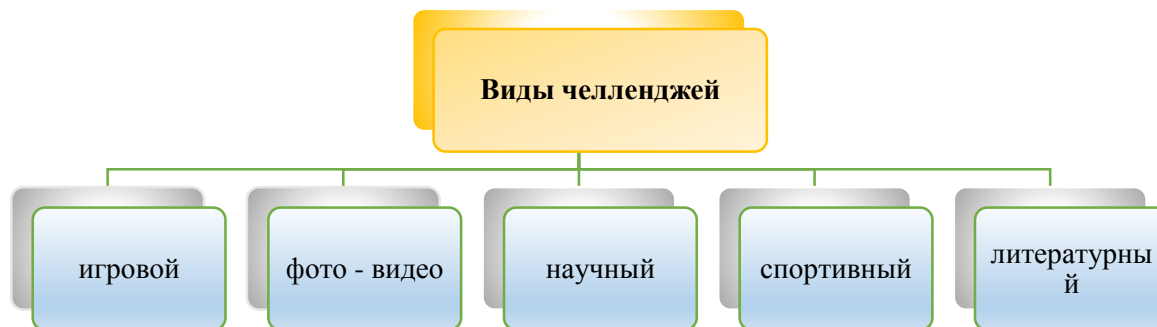 Виды челленджей
игровой
фото - видео
научный
спортивный
литературны
й